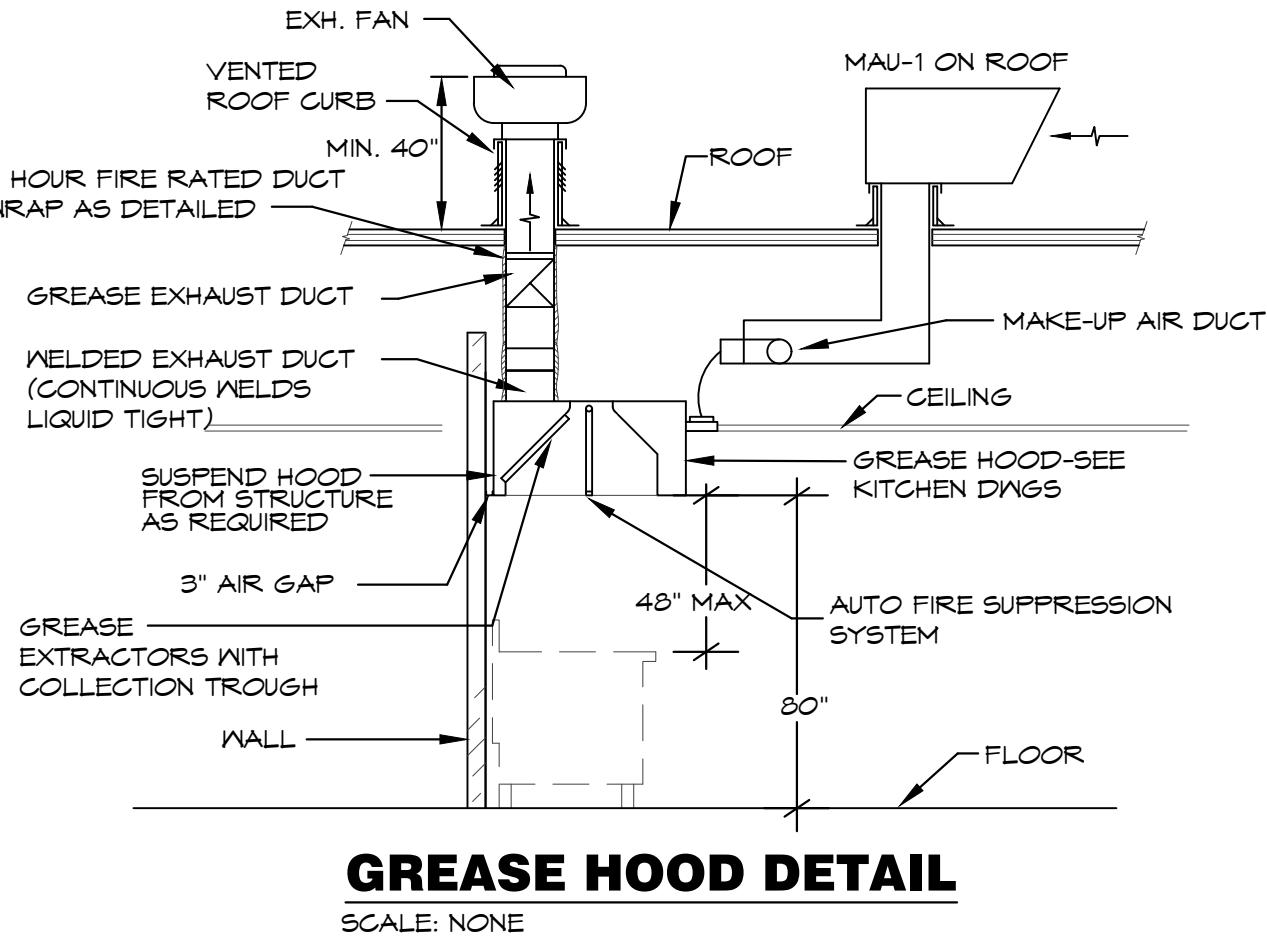 EXH. FAN
VENTED
ROOF CURB
MIN. 40"
MAU-1 ON ROOF
ROOF
HOUR FIRE RATED DUCT
WRAP AS DETAILED
GREASE EXHAUST DUCT
MAKE-UP AIR DUCT
WELDED EXHAUST DUCT
(CONTINUOUS WELDS
LIQUID TIGHT)
CEILING
SUSPEND HOOD
FROM STRUCTURE
AS REQUIRED
GREASE HOOD-SEE
KITCHEN DWGS
3" AIR GAP
48" MAX
AUTO FIRE SUPPRESSION
SYSTEM
GREASE
EXTRACTORS WITH
COLLECTION TROUGH
80"
WALL
FLOOR
GREASE HOOD DETAIL
SCALE: NONE